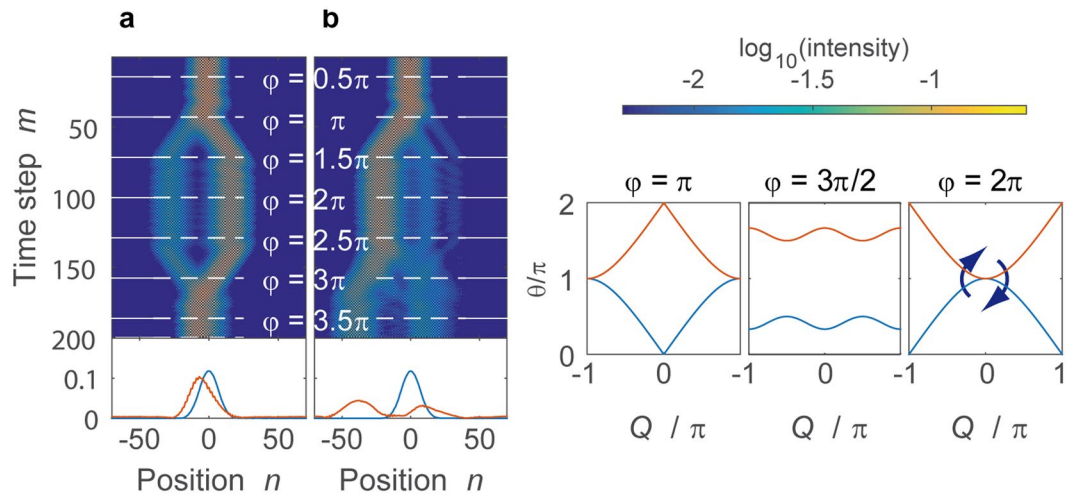 a
b
φ = 0.5π
φ = π
φ = 1.5π
φ = 2π
φ = 2.5π
φ = 3π
φ = 3.5π
50
100
150
200
Time step m
0.1
0
-50 0 50
-50 0 50
Position n
Position n
log10(intensity)
-2 -1.5 -1
φ = π
φ = 3π/2
φ = 2π
2
1
0
θ/π
-1 0 -1 0 -1 0 1
Q / π
Q / π
Q / π